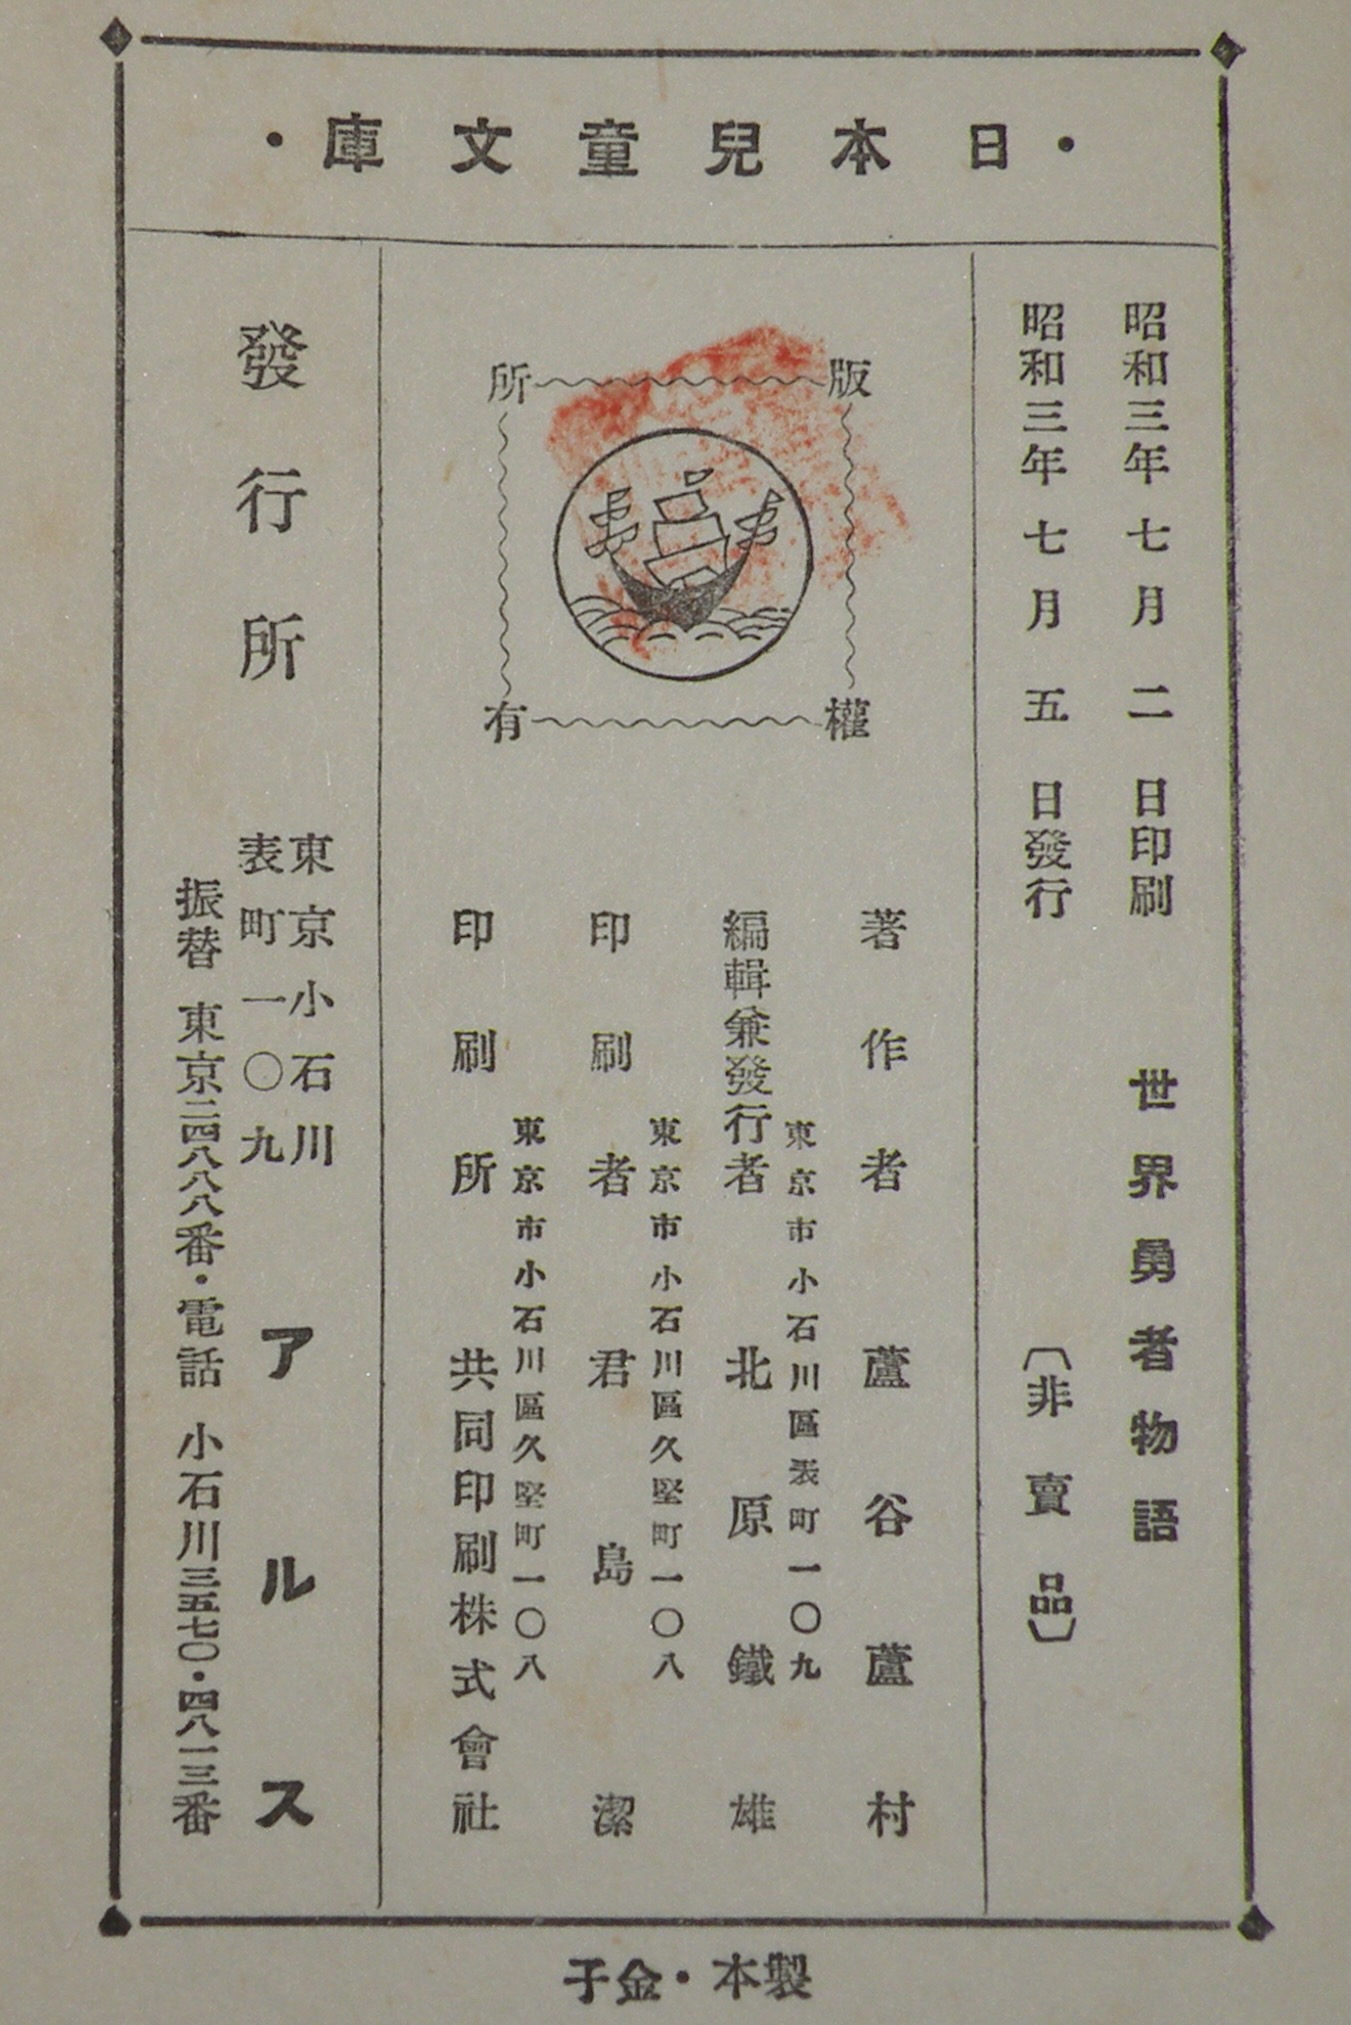 ・日本兒童文庫・
昭和三年七月二日印刷
昭和三年七月五日發行
世界勇者物語
〔非賣品〕
版權所有
著作者 蘆谷蘆村
東京市小石川區表町一〇九
編輯兼發行者 北原鐵雄
東京市小石川區久堅町一〇八
印刷者 君島潔
東京市小石川區久堅町一〇八
印刷所 共同印刷株式會社
發行所
東京小石川
表町一〇九
アルス
振替 東京二四八八八番・電話 小石川三五七〇・四八一三番
製本・金子